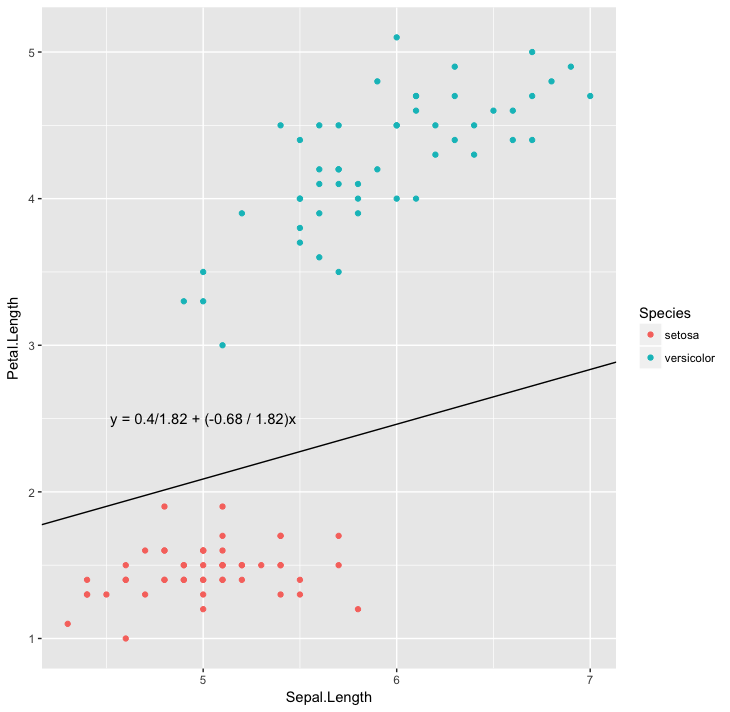 5
4
y = 0.4/1.82 + (-0.68 / 1.82)x
3
2
1
Petal.Length
5 6 7
Sepal.Length
Species
setosa
versicolor